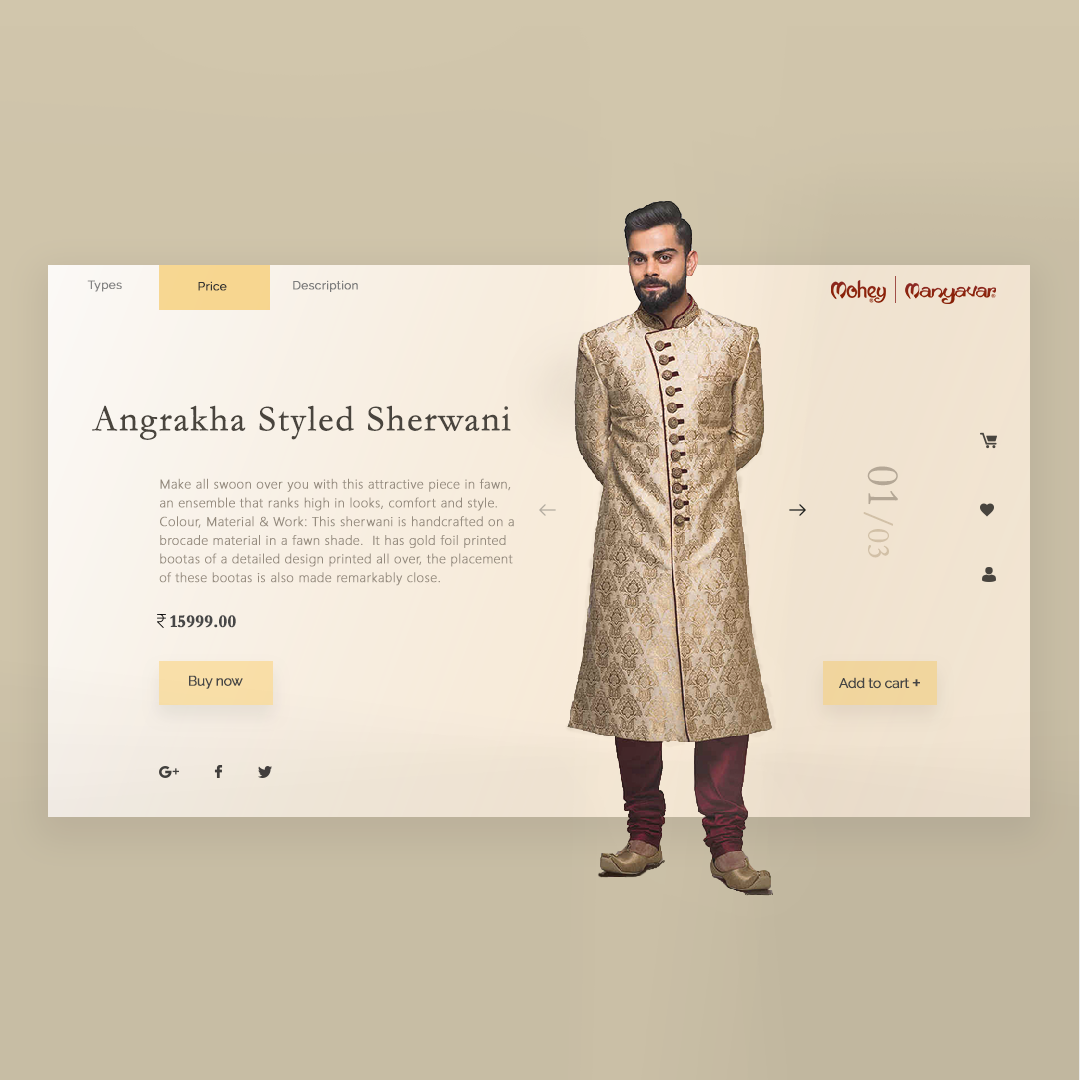 Types
Price
Description
Mohey | Manyavar
Angrakha Styled Sherwani
Make all swoon over you with this attractive piece in fawn,
an ensemble that ranks high in looks, comfort and style.
Colour, Material & Work: This sherwani is handcrafted on a
brocade material in a fawn shade.  It has gold foil printed
bootas of a detailed design printed all over, the placement
of these bootas is also made remarkably close.
01/03
₹ 15999.00
Buy now
Add to cart +
G+
f